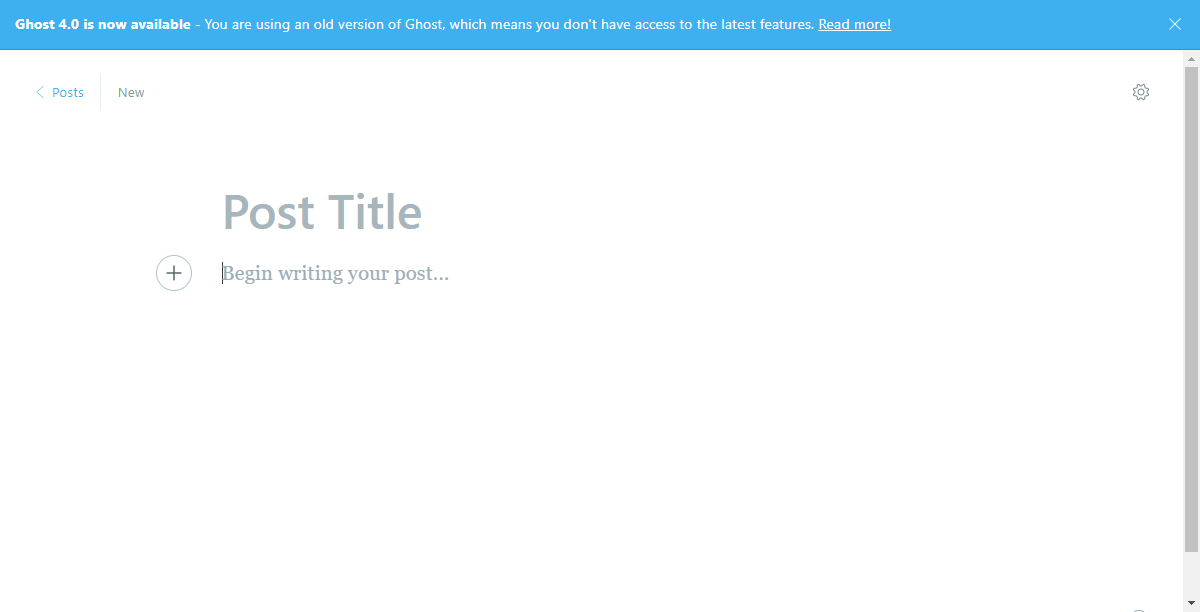 Ghost 4.0 is now available - You are using an old version of Ghost, which means you don't have access to the latest features. Read more!
Posts New
Post Title
Begin writing your post...